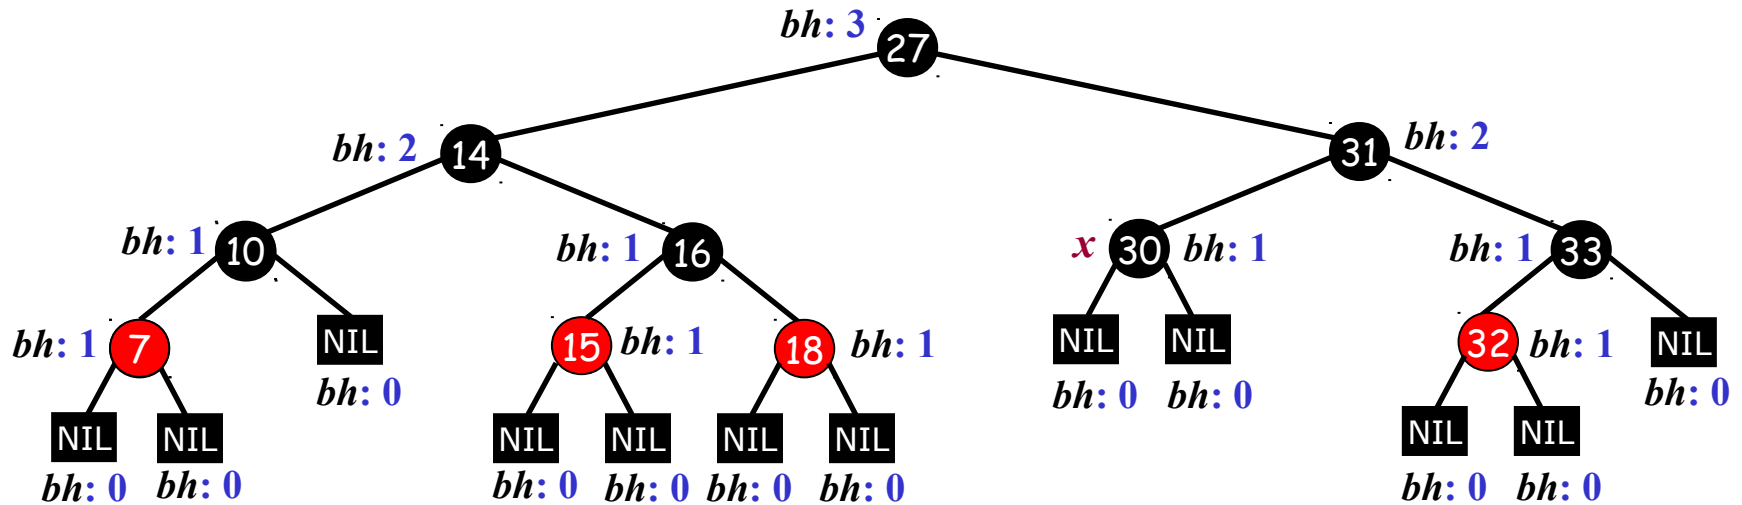 bh: 3 27
bh: 2 14 31 bh: 2
bh: 1 10 bh: 1 16 x 30 bh: 1 bh: 1 33
bh: 1 7 NIL 15 bh: 1 18 bh: 1 NIL NIL 32 bh: 1 NIL
bh: 0 bh: 0 bh: 0 bh: 0
NIL NIL NIL NIL NIL NIL NIL NIL
bh: 0 bh: 0 bh: 0 bh: 0 bh: 0 bh: 0 bh: 0 bh: 0